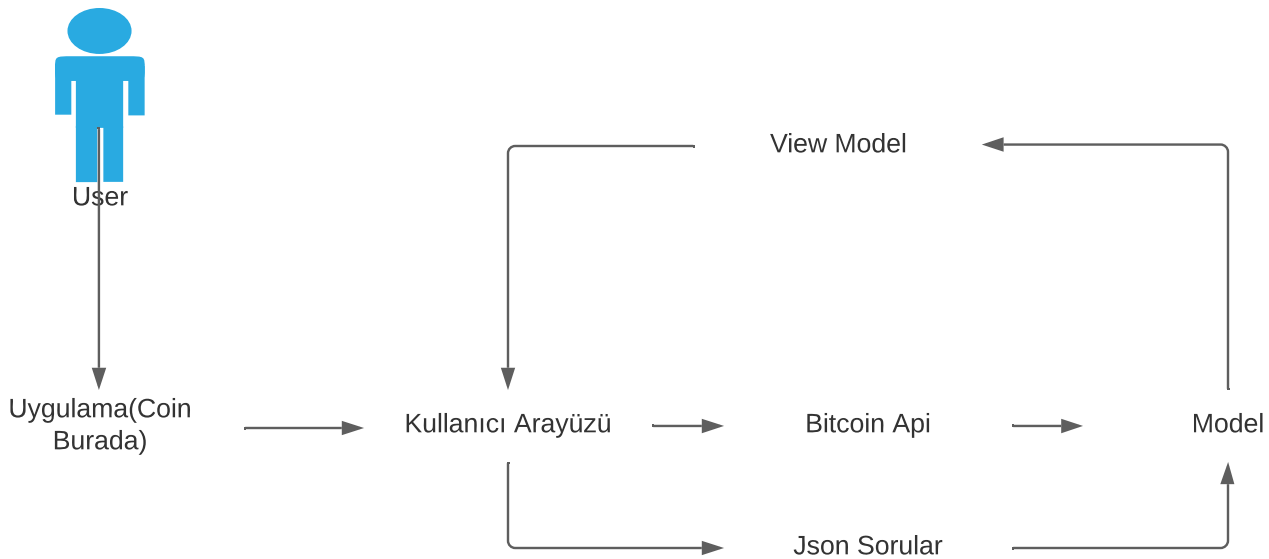 User
View Model
Uygulama(Coin
Burada)
Kullanıcı Arayüzü
Bitcoin Api
Model
Json Sorular